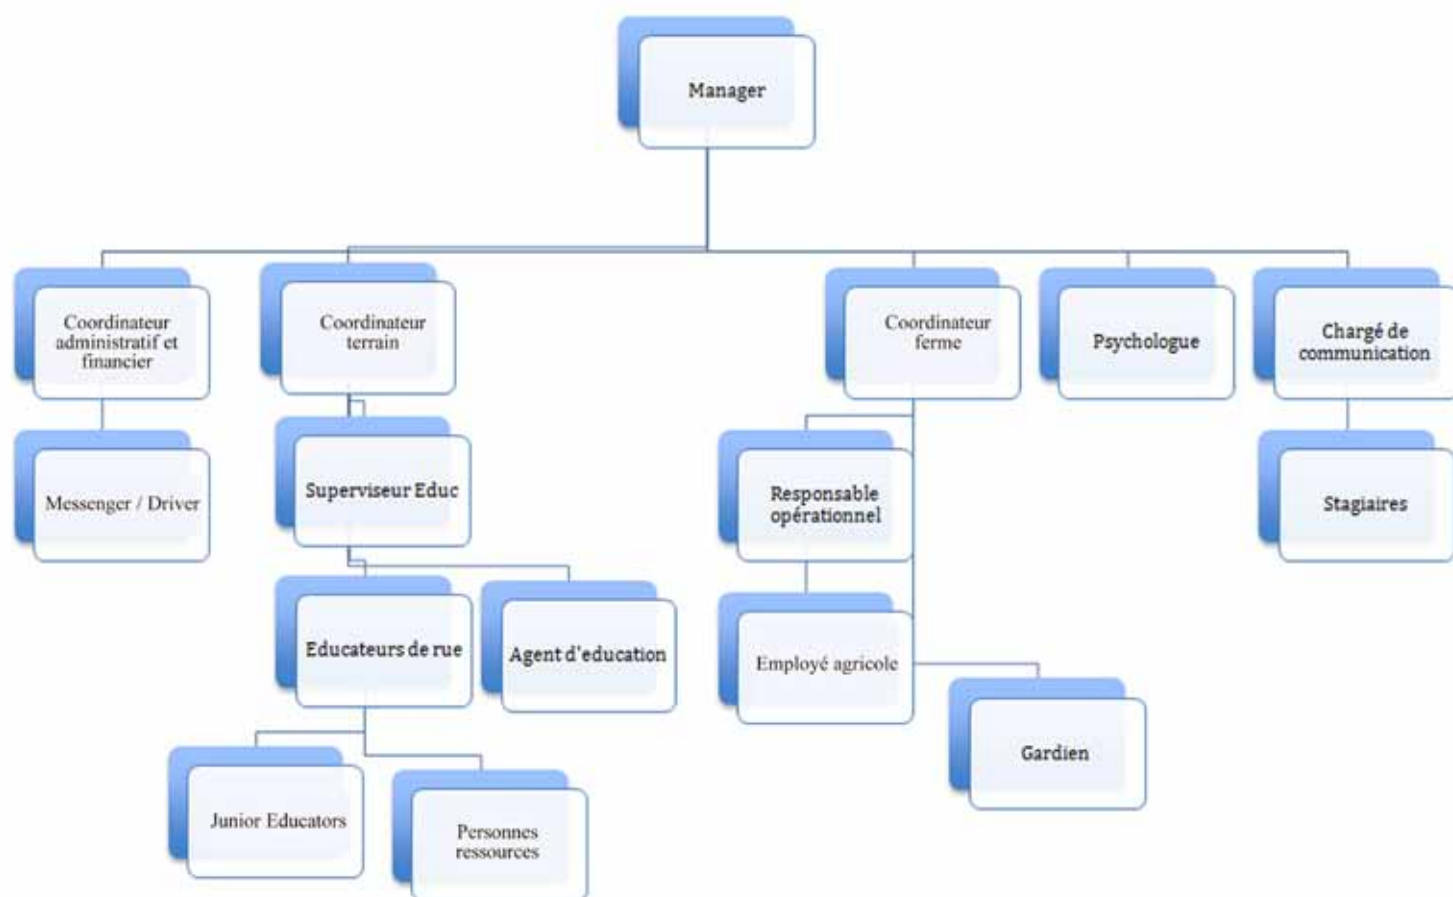 Manager
Coordinateur
administratif et
financier
Coordinateur
terrain
Coordinateur
ferme
Psychologue
Chargé de
communication
Messenger / Driver
Superviseur Educ
Responsable
opérationnel
Stagiaires
Educateurs de rue
Agent d'education
Employé agricole
Gardien
Junior Educators
Personnes
ressources